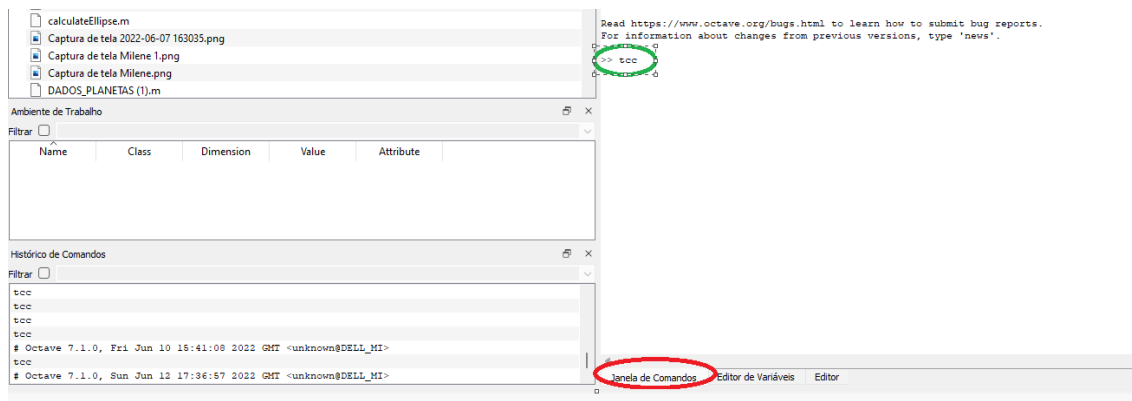 calculateEllipse.m
Captura de tela 2022-06-07 163035.png
Captura de tela Milene 1.png
Captura de tela Milene.png
DADOS_PLANETAS (1).m
Ambiente de Trabalho
Filtrar
Name Class Dimension Value Attribute
Histórico de Comandos
Filtrar
tcc
tcc
tcc
tcc
# Octave 7.1.0, Fri Jun 10 15:41:08 2022 GMT <unknown@DELL_MI>
tcc
# Octave 7.1.0, Sun Jun 12 17:36:57 2022 GMT <unknown@DELL_MI>
Read https://www.octave.org/bugs.html to learn how to submit bug reports.
For information about changes from previous versions, type 'news'.
>> tcc
Janela de Comandos Editor de Variáveis Editor